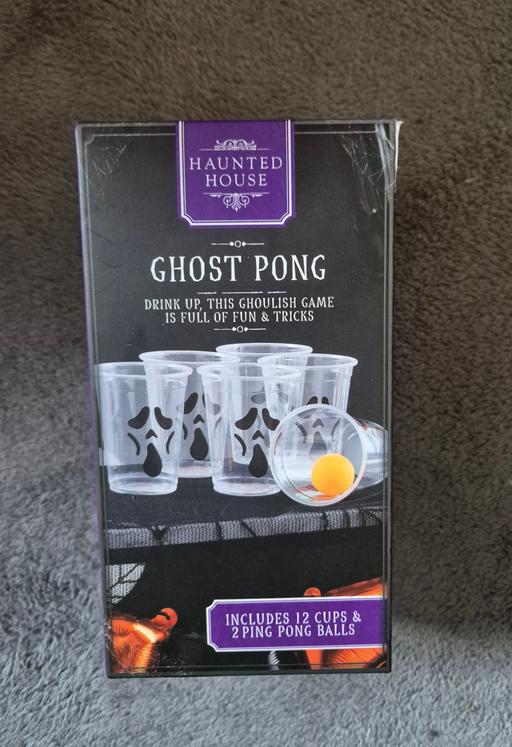 HAUNTED
HOUSE
GHOST PONG
DRINK UP, THIS GHOULISH GAME
IS FULL OF FUN & TRICKS
INCLUDES 12 CUPS &
2 PING PONG BALLS